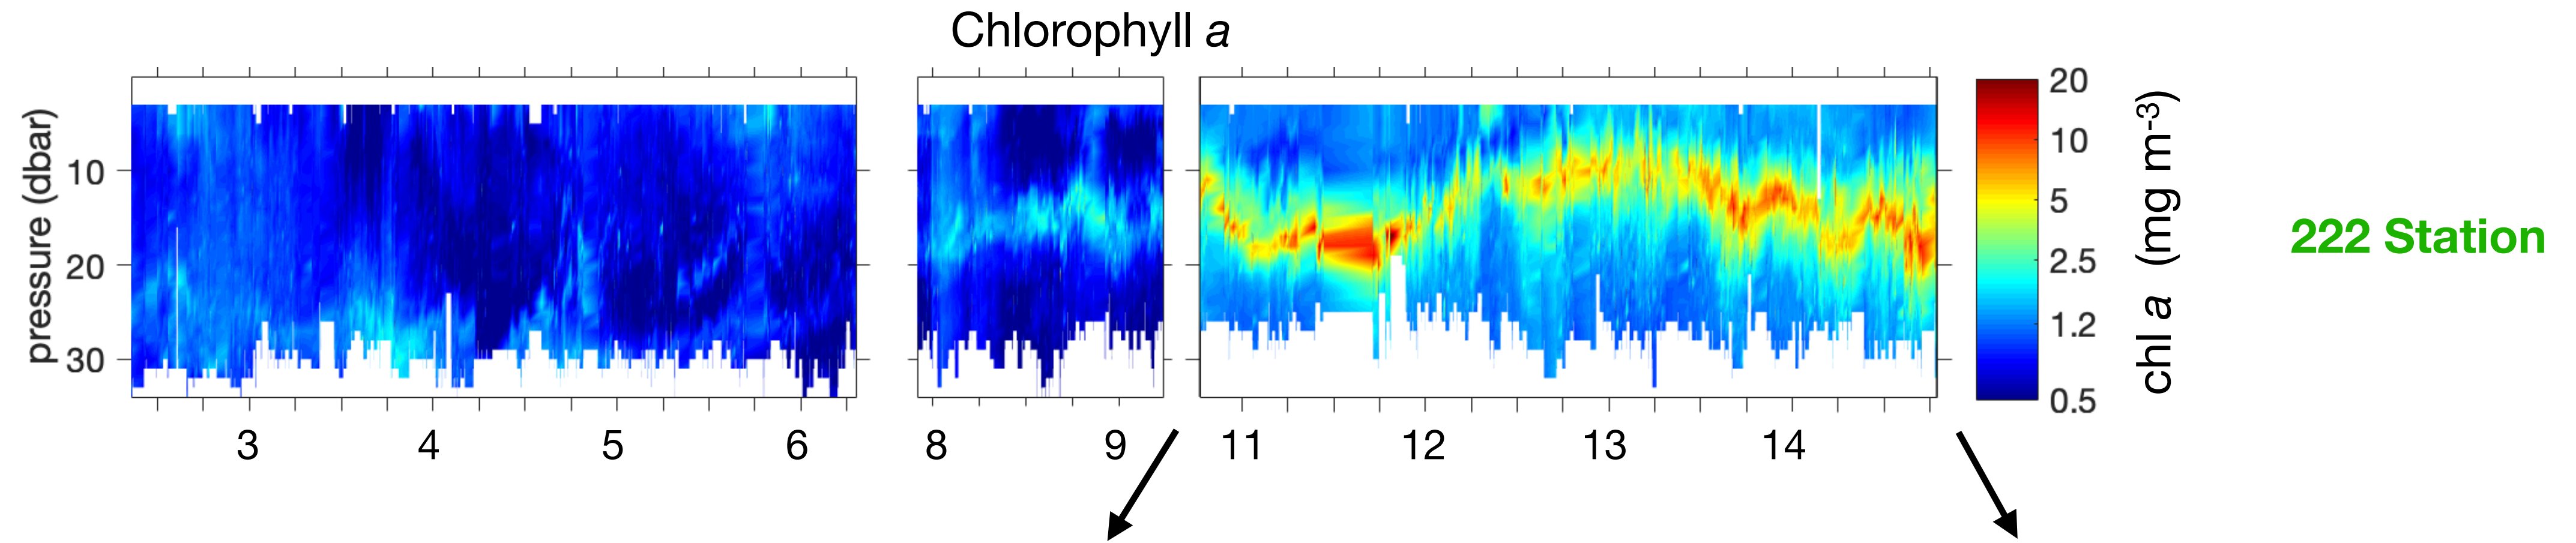 Chlorophyll a
pressure (dbar)
10
20
30
3 4 5 6 8 9 11 12 13 14
20
10
5
2.5
1.2
0.5
chl a (mg m-3)
222 Station